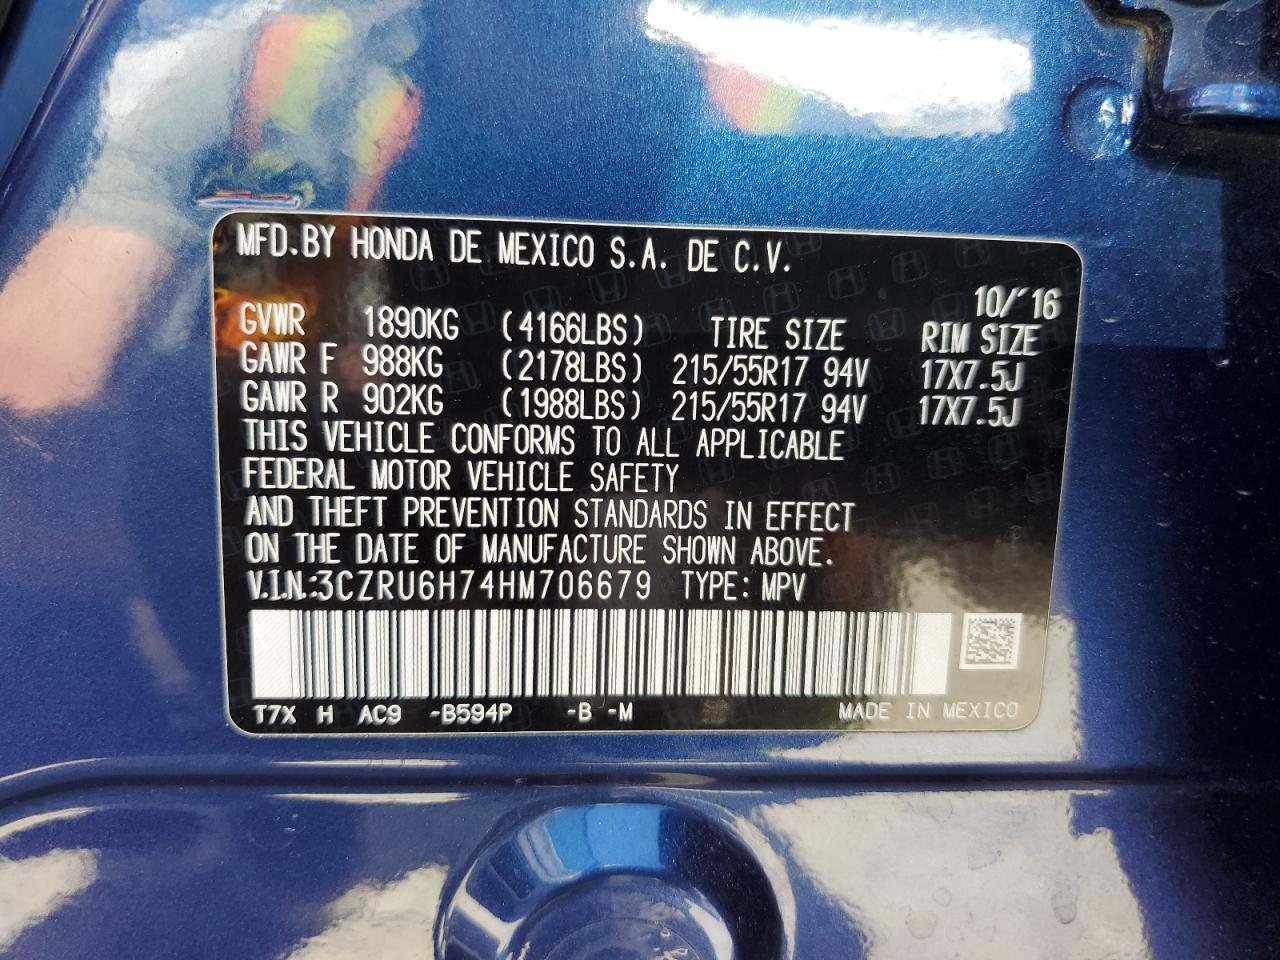 MFD.BY HONDA DE MEXICO S.A. DE C.V.
10/'16
GVWR 1890KG (4166LBS) TIRE SIZE RIM SIZE
GAWR F 988KG (2178LBS) 215/55R17 94V 17X7.5J
GAWR R 902KG (1988LBS) 215/55R17 94V 17X7.5J
THIS VEHICLE CONFORMS TO ALL APPLICABLE
FEDERAL MOTOR VEHICLE SAFETY
AND THEFT PREVENTION STANDARDS IN EFFECT
ON THE DATE OF MANUFACTURE SHOWN ABOVE.
V.I.N.:3CZRU6H74HM706679 TYPE: MPV
T7X H AC9 -B594P -B -M MADE IN MEXICO